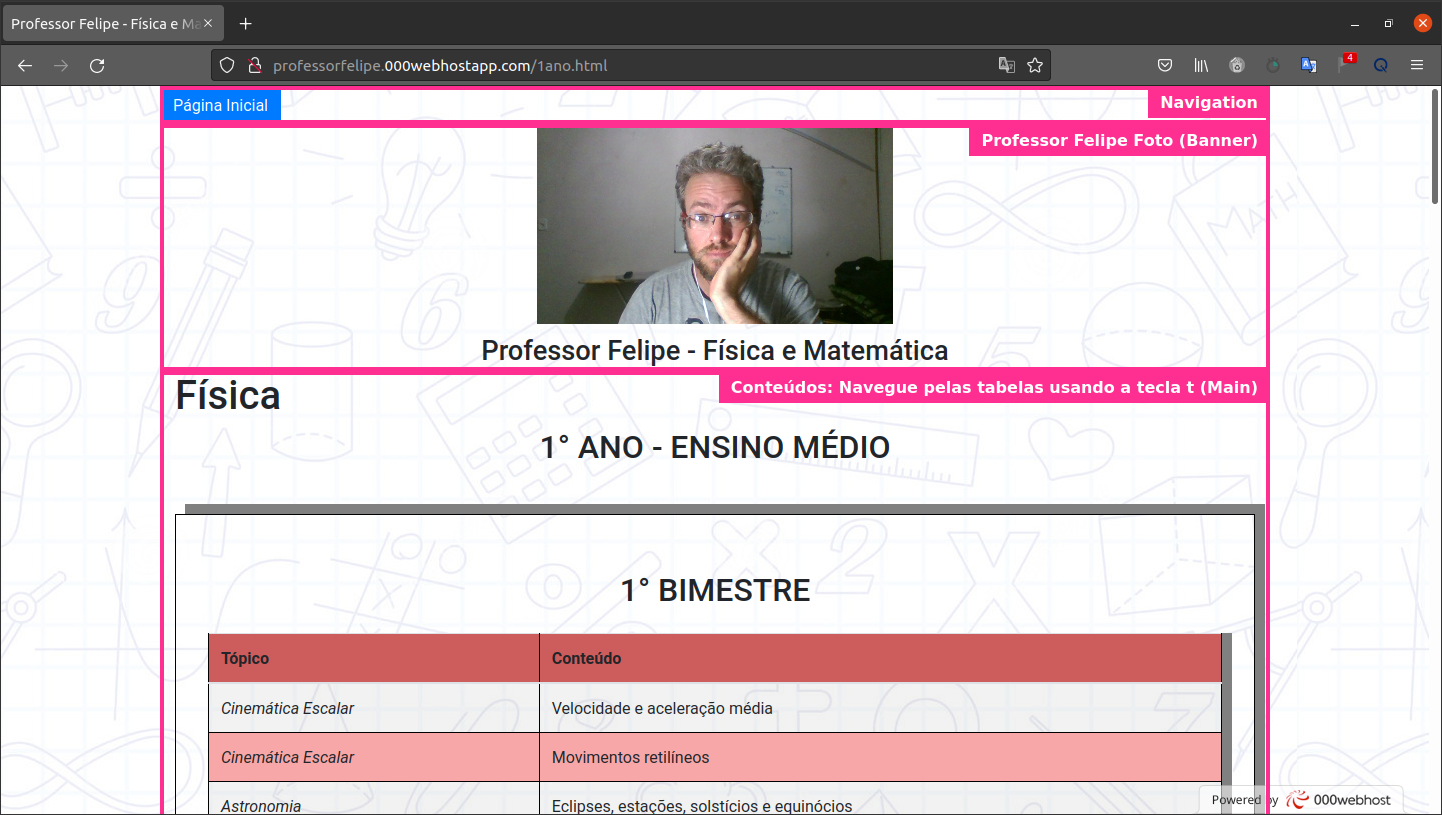 Professor Felipe - Física e Ma
professorfelipe.000webhostapp.com/1ano.html
4
Página Inicial
Navigation
Professor Felipe Foto (Banner)
Professor Felipe - Física e Matemática
Conteúdos: Navegue pelas tabelas usando a tecla t (Main)
Física
1° ANO - ENSINO MÉDIO
1° BIMESTRE
Tópico Conteúdo
Cinemática Escalar Velocidade e aceleração média
Cinemática Escalar Movimentos retilíneos
Astronomia Eclipses, estações, solstícios e equinócios
Powered by 000webhost
MATH